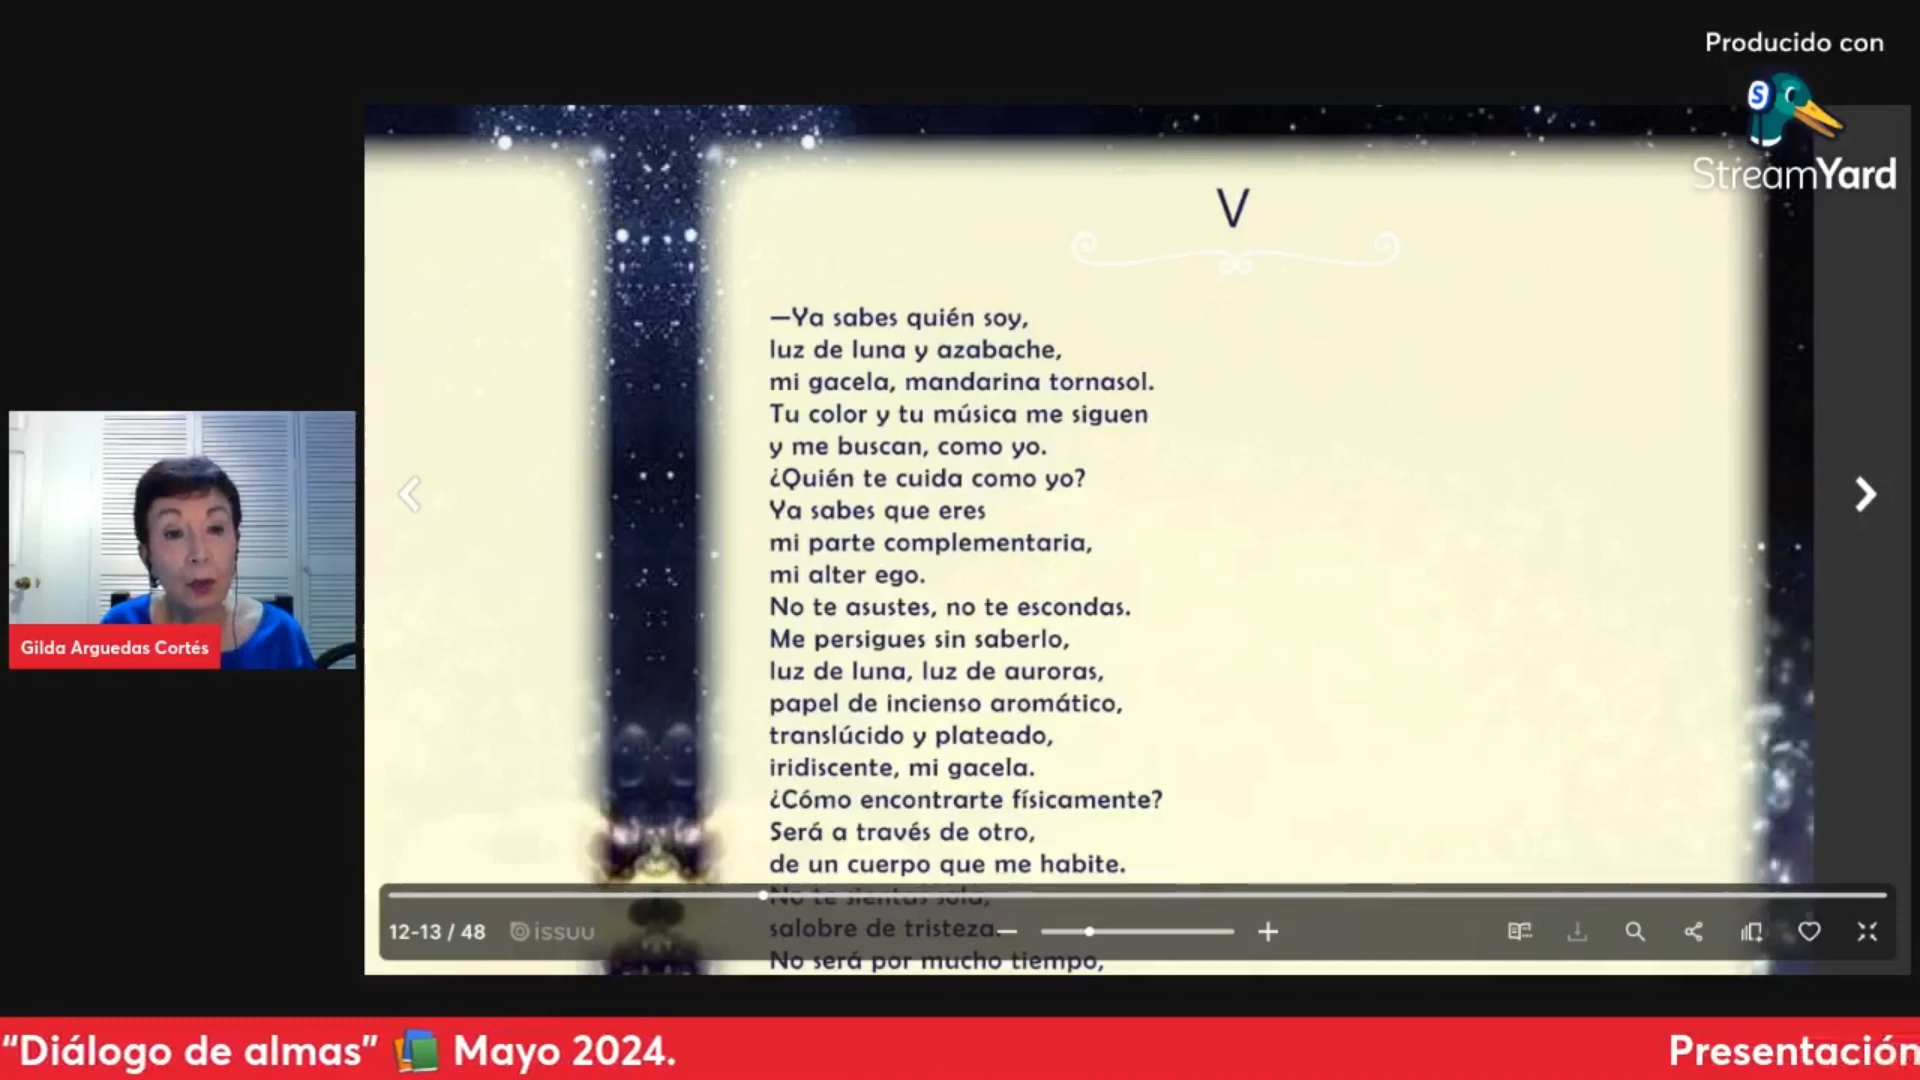 Producido con
StreamYard
V
—Ya sabes quién soy,
luz de luna y azabache,
mi gacela, mandarina tornasol.
Tu color y tu música me siguen
y me buscan, como yo.
¿Quién te cuida como yo?
Ya sabes que eres
mi parte complementaria,
mi alter ego.
No te asustes, no te escondas.
Me persigues sin saberlo,
luz de luna, luz de auroras,
papel de incienso aromático,
translúcido y plateado,
iridiscente, mi gacela.
¿Cómo encontrarte físicamente?
Será a través de otro,
de un cuerpo que me habite.
No te sientas sola,
salobre de tristeza.
No será por mucho tiempo,
Gilda Arguedas Cortés
12-13 / 48
issuu
“Diálogo de almas” Mayo 2024.
Presentación